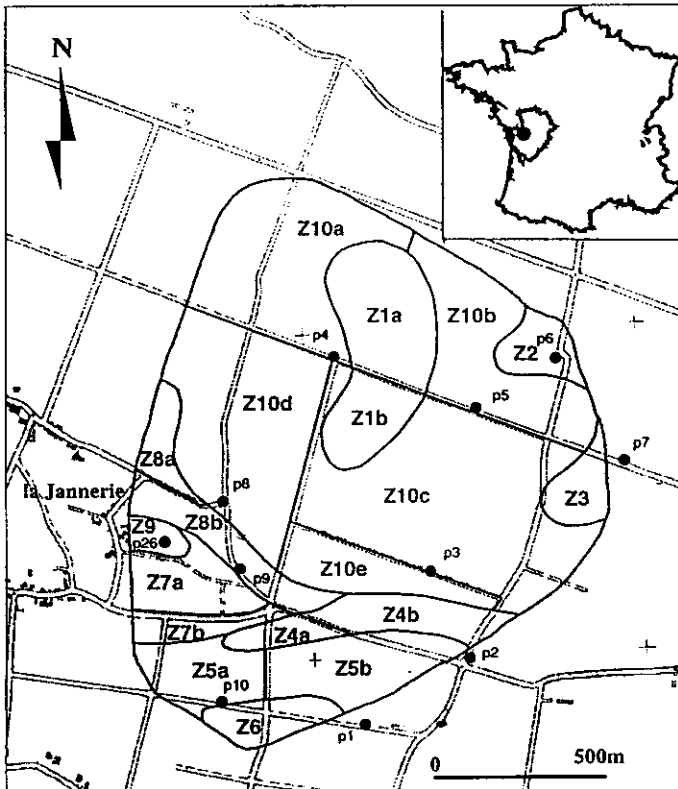 N
Z10a
Z1a
Z10b
p4
Z2
p6
Z10d
Z1b
p5
p7
Z8a
la Jannerie
p8
Z10c
Z3
Z9
Z8b
p26
p9
p3
Z10e
Z7a
Z4b
Z7b
Z4a
p2
Z5a
Z5b
p10
Z6
p1
0
500m